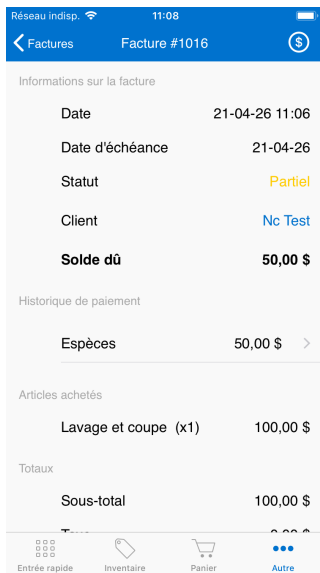 Réseau indisp. 11:08
Factures Facture #1016 $
Informations sur la facture
Date 21-04-26 11:06
Date d'échéance 21-04-26
Statut Partiel
Client Nc Test
Solde dû 50,00 $
Historique de paiement
Espèces 50,00 $
Articles achetés
Lavage et coupe (x1) 100,00 $
Totaux
Sous-total 100,00 $
Entrée rapide Inventaire Panier Autre